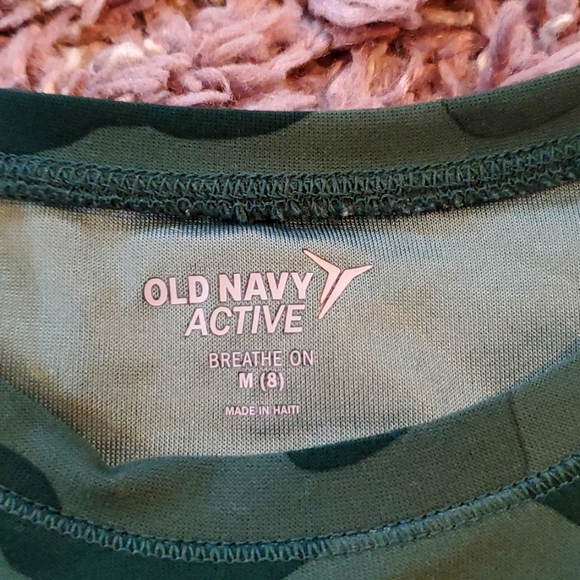 OLD NAVY
ACTIVE
BREATHE ON
M (8)
MADE IN HAITI